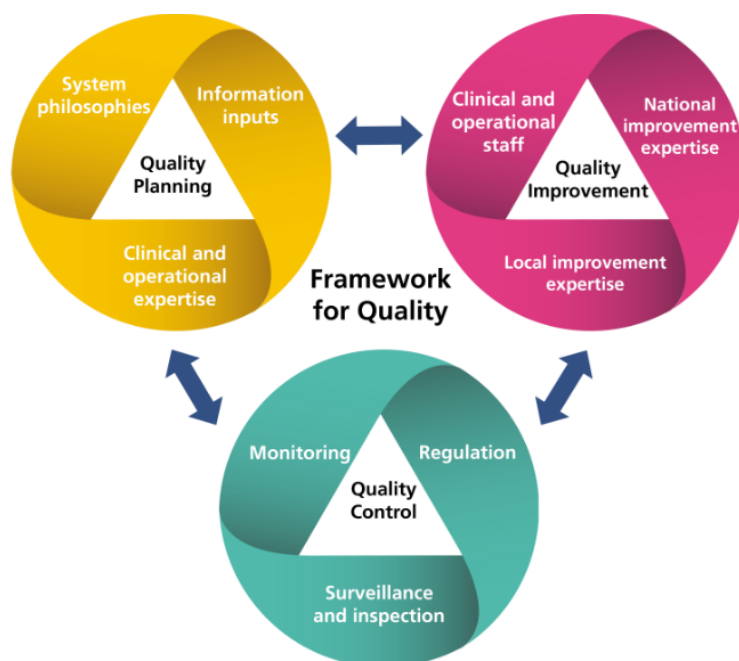 System
philosophies
Information
inputs
Quality
Planning
Clinical and
operational
expertise
Clinical and
operational
staff
National
improvement
expertise
Quality
Improvement
Local improvement
expertise
Framework
for Quality
Monitoring
Regulation
Quality
Control
Surveillance
and inspection